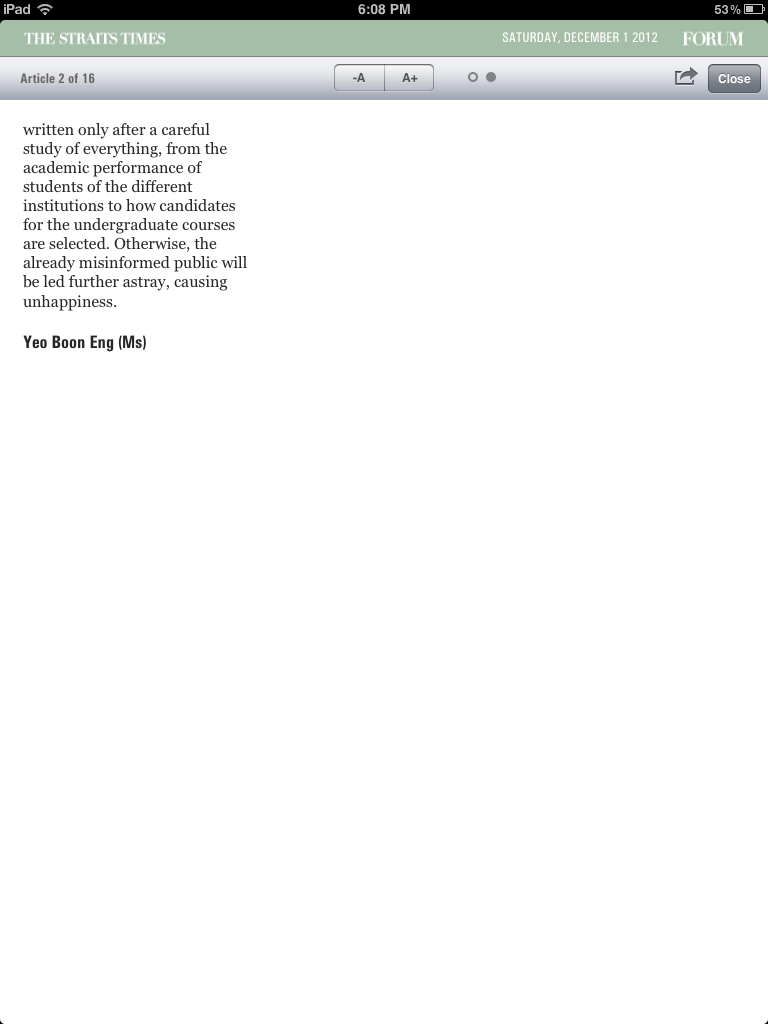 iPad 6:08 PM 53%
THE STRAITS TIMES SATURDAY, DECEMBER 1 2012 FORUM
Article 2 of 16 -A A+ Close
written only after a careful
study of everything, from the
academic performance of
students of the different
institutions to how candidates
for the undergraduate courses
are selected. Otherwise, the
already misinformed public will
be led further astray, causing
unhappiness.
Yeo Boon Eng (Ms)